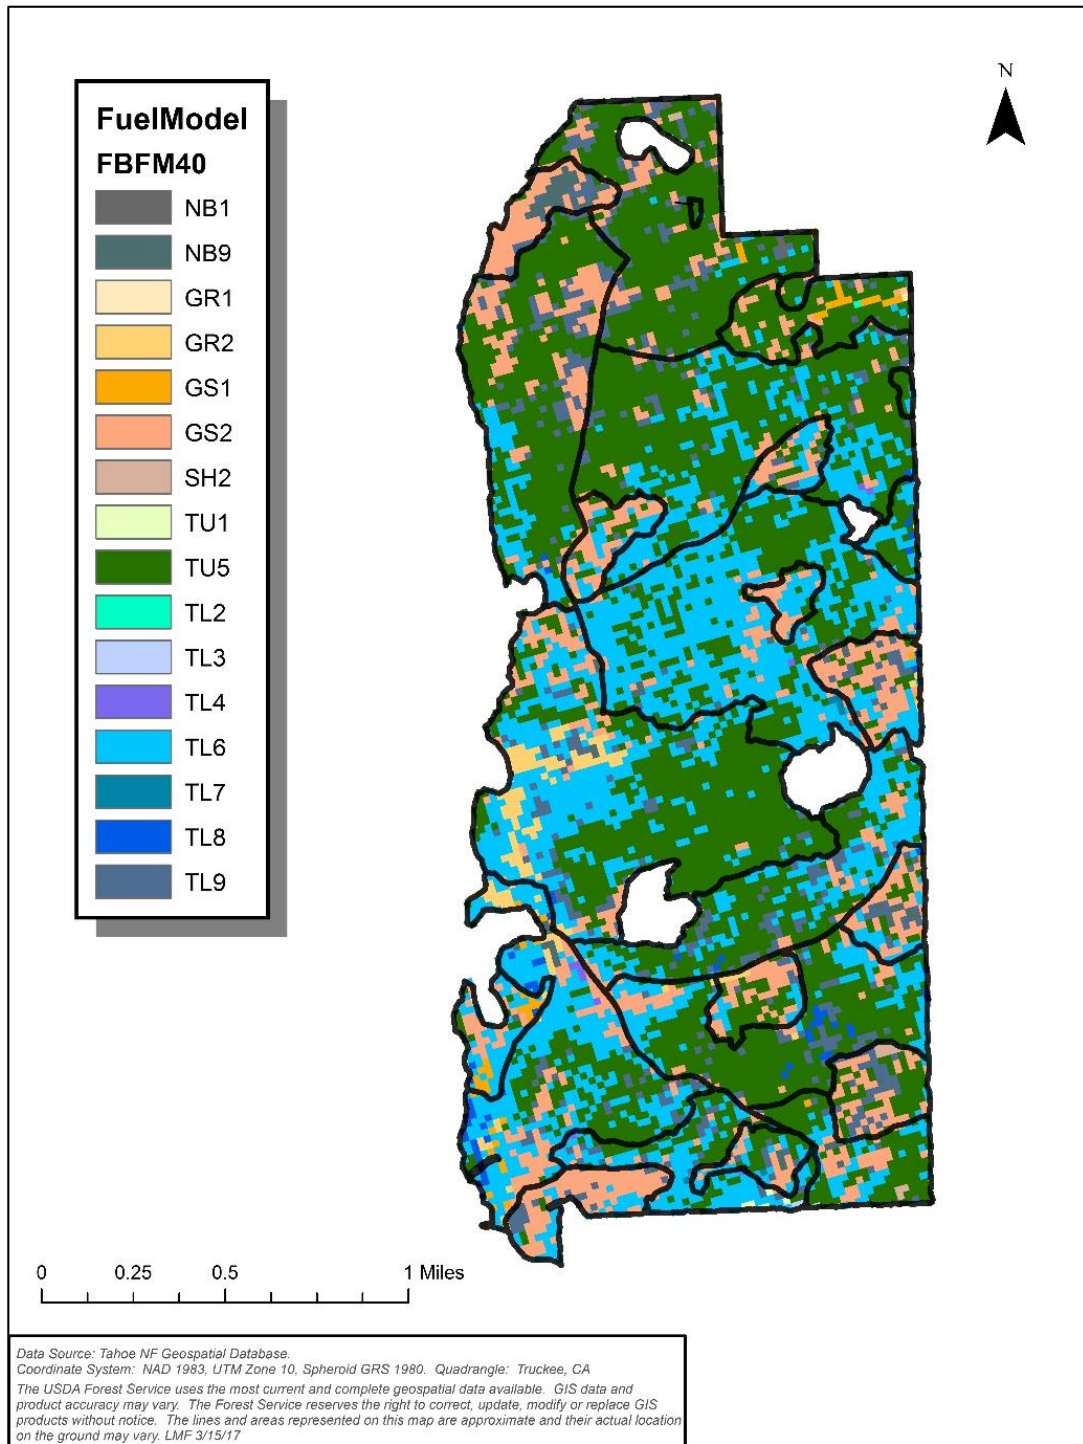 N
FuelModel
FBFM40
NB1
NB9
GR1
GR2
GS1
GS2
SH2
TU1
TU5
TL2
TL3
TL4
TL6
TL7
TL8
TL9
0 0.25 0.5 1 Miles
Data Source: Tahoe NF Geospatial Database.
Coordinate System: NAD 1983, UTM Zone 10, Spheroid GRS 1980. Quadrangle: Truckee, CA
The USDA Forest Service uses the most current and complete geospatial data available. GIS data and
product accuracy may vary. The Forest Service reserves the right to correct, update, modify or replace GIS
products without notice. The lines and areas represented on this map are approximate and their actual location
on the ground may vary. LMF 3/15/17